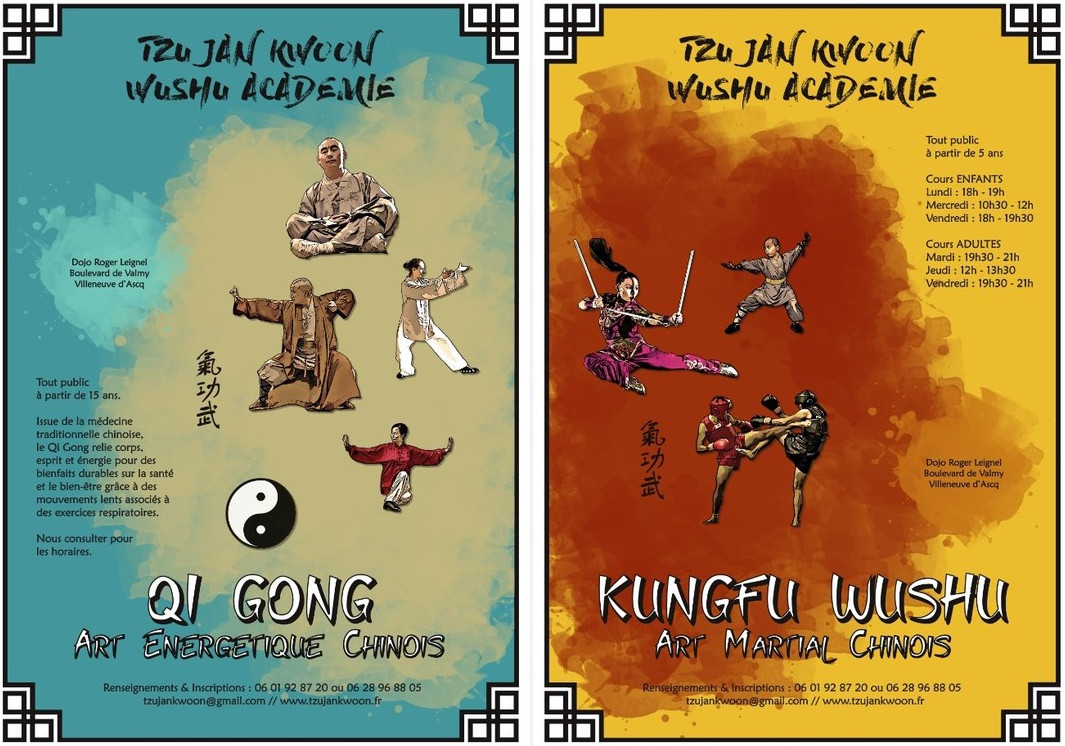 TZU JAN KWOON
WUSHU ACADEMIE
Dojo Roger Leignel
Boulevard de Valmy
Villeneuve d'Ascq
氣
功
武
Tout public
à partir de 15 ans.
Issue de la médecine
traditionnelle chinoise,
le Qi Gong relie corps,
esprit et énergie pour des
bienfaits durables sur la santé
et le bien-être grâce à des
mouvements lents associés à
des exercices respiratoires.
Nous consulter pour
les horaires.
QI GONG
ART ENERGETIQUE CHINOIS
Renseignements & Inscriptions : 06 01 92 87 20 ou 06 28 96 88 05
tzujankwoon@gmail.com // www.tzujankwoon.fr
TZU JAN KWOON
WUSHU ACADEMIE
Tout public
à partir de 5 ans
Cours ENFANTS
Lundi : 18h - 19h
Mercredi : 10h30 - 12h
Vendredi : 18h - 19h30
Cours ADULTES
Mardi : 19h30 - 21h
Jeudi : 12h - 13h30
Vendredi : 19h30 - 21h
氣
功
武
Dojo Roger Leignel
Boulevard de Valmy
Villeneuve d'Ascq
KUNGFU WUSHU
ART MARTIAL CHINOIS
Renseignements & Inscriptions : 06 01 92 87 20 ou 06 28 96 88 05
tzujankwoon@gmail.com // www.tzujankwoon.fr